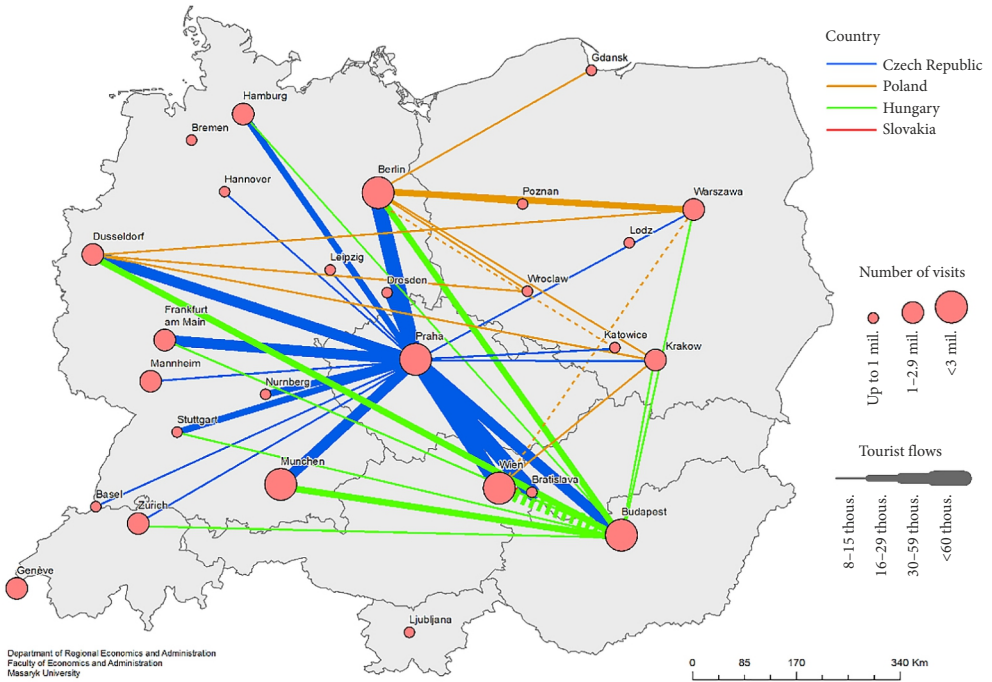 Gdansk
Hamburg
Bremen
Berlin
Hannover
Poznan
Warszawa
Lodz
Dusseldorf
Leipzig
Dresden
Wroclaw
Frankfurt
am Main
Praha
Katowice
Krakow
Mannheim
Nurnberg
Stuttgart
Munchen
Wien
Bratislava
Basel
Zürich
Budapost
Genève
Ljubljana
Country
Czech Republic
Poland
Hungary
Slovakia
Number of visits
Up to 1 mil.
1–2.9 mil.
<3 mil.
Tourist flows
8–15 thous.
16–29 thous.
30–59 thous.
<60 thous.
Departmant of Regional Economics and Administration
Faculty of Economics and Administration
Masaryk University
0 85 170 340 Km